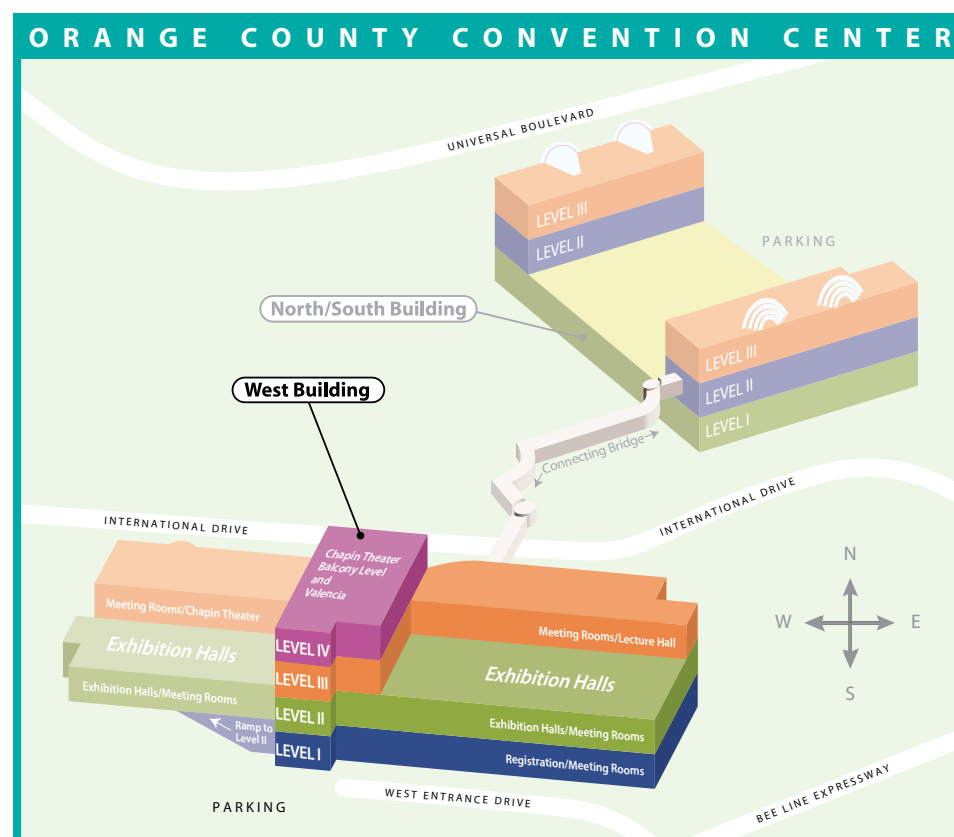 ORANGE COUNTY CONVENTION CENTER
UNIVERSAL BOULEVARD
LEVEL III
LEVEL II
PARKING
North/South Building
LEVEL III
LEVEL II
LEVEL I
West Building
Connecting Bridge
INTERNATIONAL DRIVE
INTERNATIONAL DRIVE
Chapin Theater
Balcony Level
and
Valencia
N
W
E
S
Meeting Rooms/Chapin Theater
Meeting Rooms/Lecture Hall
Exhibition Halls
LEVEL IV
Exhibition Halls
LEVEL III
Exhibition Halls/Meeting Rooms
LEVEL II
Exhibition Halls/Meeting Rooms
Ramp to
Level II
LEVEL I
Registration/Meeting Rooms
PARKING
WEST ENTRANCE DRIVE
BEE LINE EXPRESSWAY